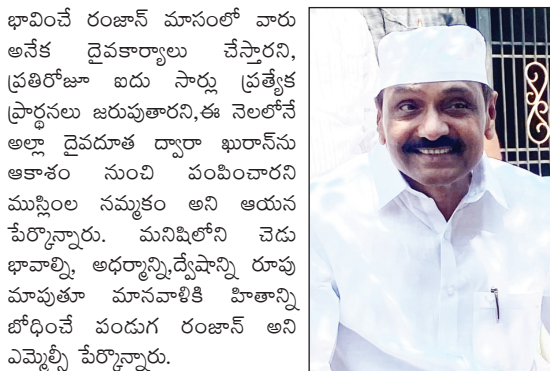 భావించే రంజాన్ మాసంలో వారు
అనేక దైవకార్యాలు చేస్తారని,
ప్రతిరోజూ ఐదు సార్లు ప్రత్యేక
ప్రార్థనలు జరుపుతారని,ఈ నెలలోనే
అల్లా దైవదూత ద్వారా ఖురాన్‌ను
ఆకాశం నుంచి పంపించారని
ముస్లింల నమ్మకం అని ఆయన
పేర్కొన్నారు. మనిషిలోని చెడు
భావాల్ని, అధర్మాన్ని,ద్వేషాన్ని రూపు
మాపుతూ మానవాళికి హితాన్ని
బోధించే పండుగ రంజాన్ అని
ఎమ్మెల్సీ పేర్కొన్నారు.